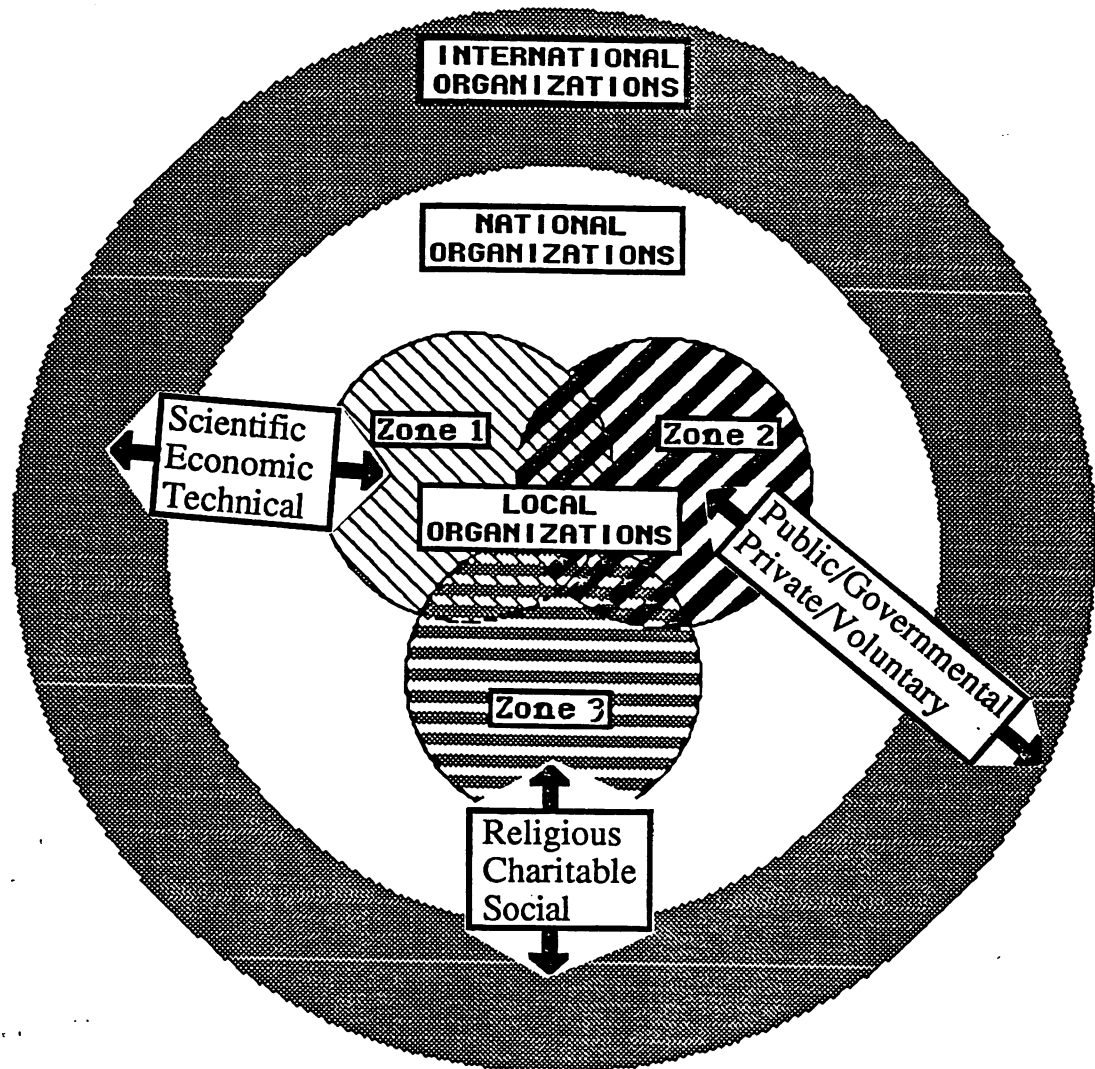 INTERNATIONAL
ORGANIZATIONS
NATIONAL
ORGANIZATIONS
Scientific
Economic
Technical
Zone 1
Zone 2
LOCAL
ORGANIZATIONS
Public/Governmental
Private/Voluntary
Zone 3
Religious
Charitable
Social